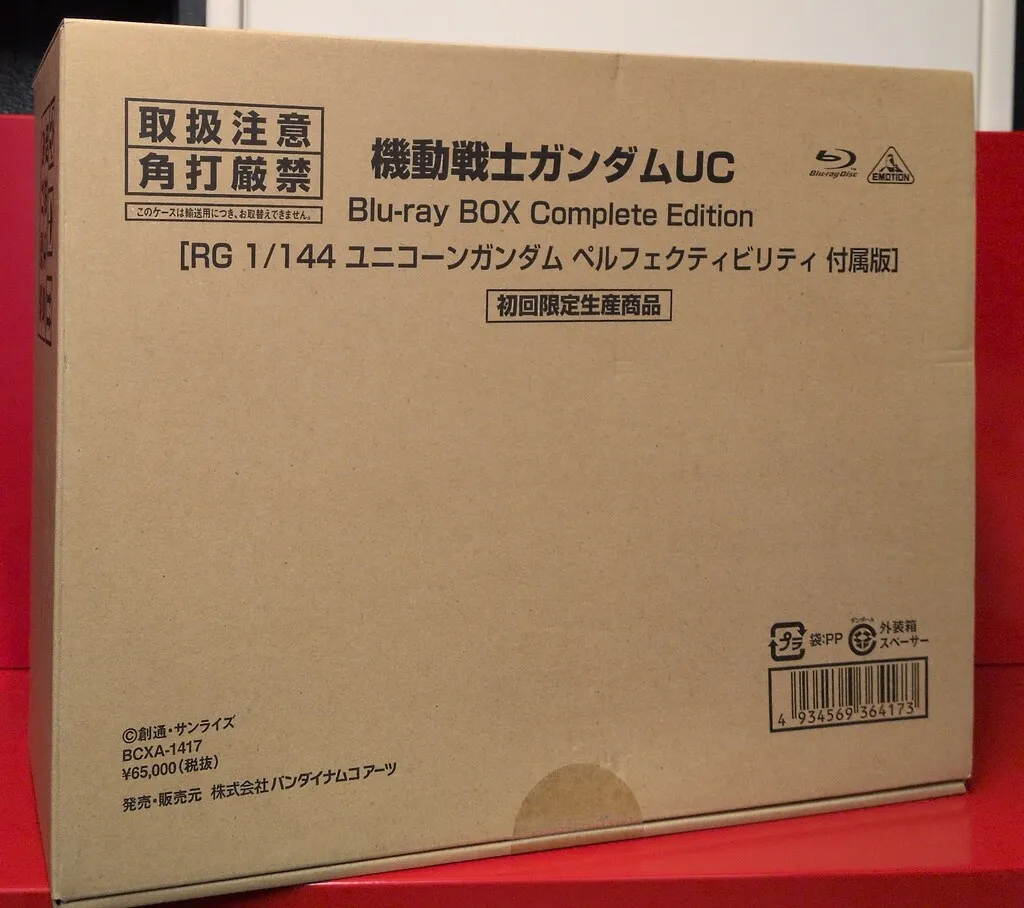 取扱注意
角打厳禁
このケースは輸送用につき、お取替えできません。
機動戦士ガンダムUC
Blu-ray BOX Complete Edition
[RG 1/144 ユニコーンガンダム ペルフェクティビリティ 付属版]
初回限定生産商品
Blu-ray Disc
EMOTION
プラ 袋:PP
ダンボール 外装箱
スペーサー
4 934569 364173
©創通・サンライズ
BCXA-1417
¥65,000(税抜)
発売・販売元 株式会社バンダイナムコアーツ